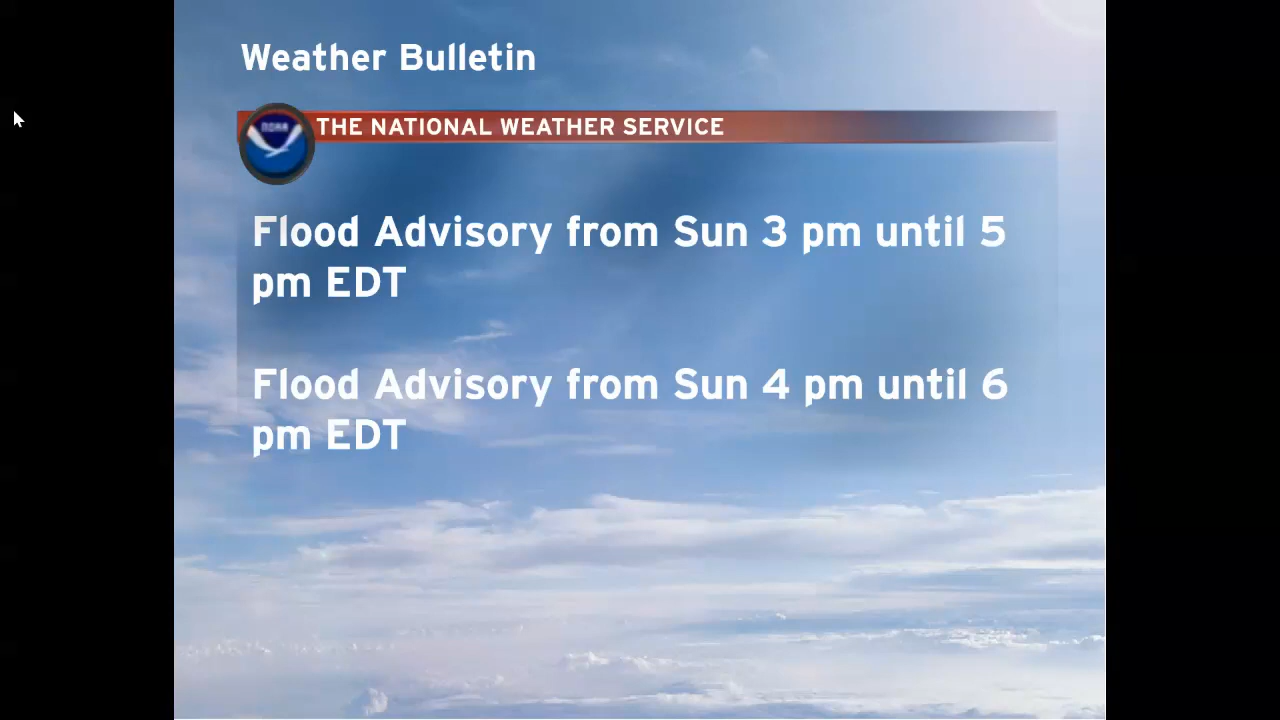 Weather Bulletin
NOAA
THE NATIONAL WEATHER SERVICE
Flood Advisory from Sun 3 pm until 5
pm EDT
Flood Advisory from Sun 4 pm until 6
pm EDT